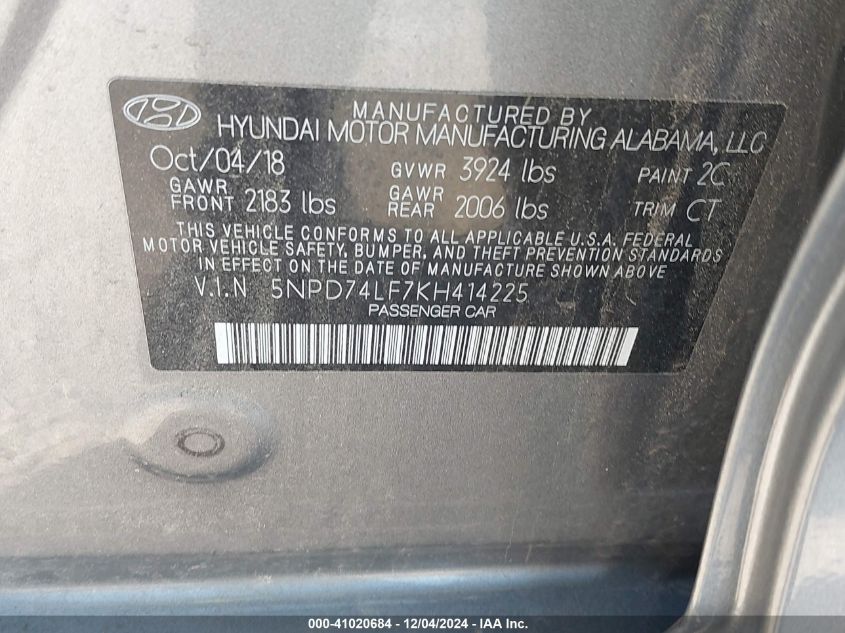 MANUFACTURED BY
HYUNDAI MOTOR MANUFACTURING ALABAMA, LLC
Oct/04/18 GVWR 3924 lbs PAINT 2C
GAWR FRONT 2183 lbs GAWR REAR 2006 lbs TRIM CT
THIS VEHICLE CONFORMS TO ALL APPLICABLE U.S.A. FEDERAL
MOTOR VEHICLE SAFETY, BUMPER, AND THEFT PREVENTION STANDARDS
IN EFFECT ON THE DATE OF MANUFACTURE SHOWN ABOVE.
V.I.N 5NPD74LF7KH414225
PASSENGER CAR
000-41020684 - 12/04/2024 - IAA Inc.